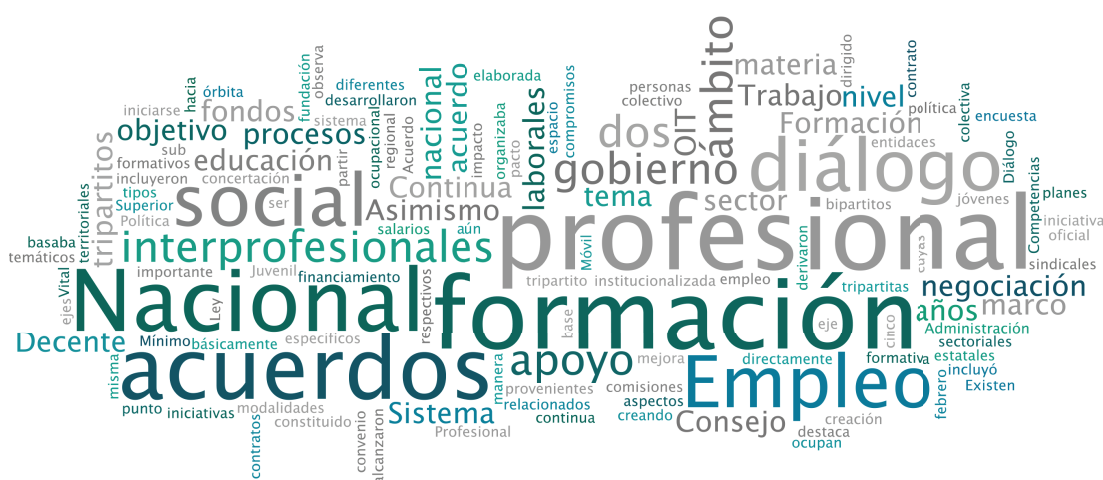 ámbito
materia
dirigido
contrato
Trabajo
nivel
política
colectiva
encuesta
observa
fundación
órbita
hacia
diferentes
desarrollaron
iniciarse
fondos
sistema
objetivo
procesos
ocupacional
regional
Acuerdo
nacional
acuerdo
elaborada
impacto
organizaba
pacto
laborales
espacio
compromisos
personas
colectivo
dos
OIT
Formación
entidaces
diálogo
Diálogo
gobierno
tripartitos
sub
formativos
educación
partir
incluyeron
concertación
tipos
Superior
Política
territoriales
social
ser
Continua
Asimismo
tema
sector
bipartitos
jóvenes
Competencias
planes
iniciativa
oficial
basaba
temáticos
Vital
interprofesionales
salarios
aún
profesional
Móvil
derivaron
cuyas
sindicales
importante
Juvenil
financiamiento
respectivos
tripartito
institucionalizada
empleo
tripartitas
negociación
ejes
Nacional
Ley
formación
base
eje
cinco
años
marco
Administración
sectoriales
Decente
Mínimo
básicamente
específicos
acuerdos
apoyo
mejora
directamente
formativa
estatales
incluyó
Existen
misma
manera
provenientes
comisiones
Empleo
febrero
punto
iniciativas
modalidades
constituido
Sistema
relacionados
continua
aspectos
creando
Consejo
creación
destaca
ocupan
contratos
convenio
alcanzaron
Profesional